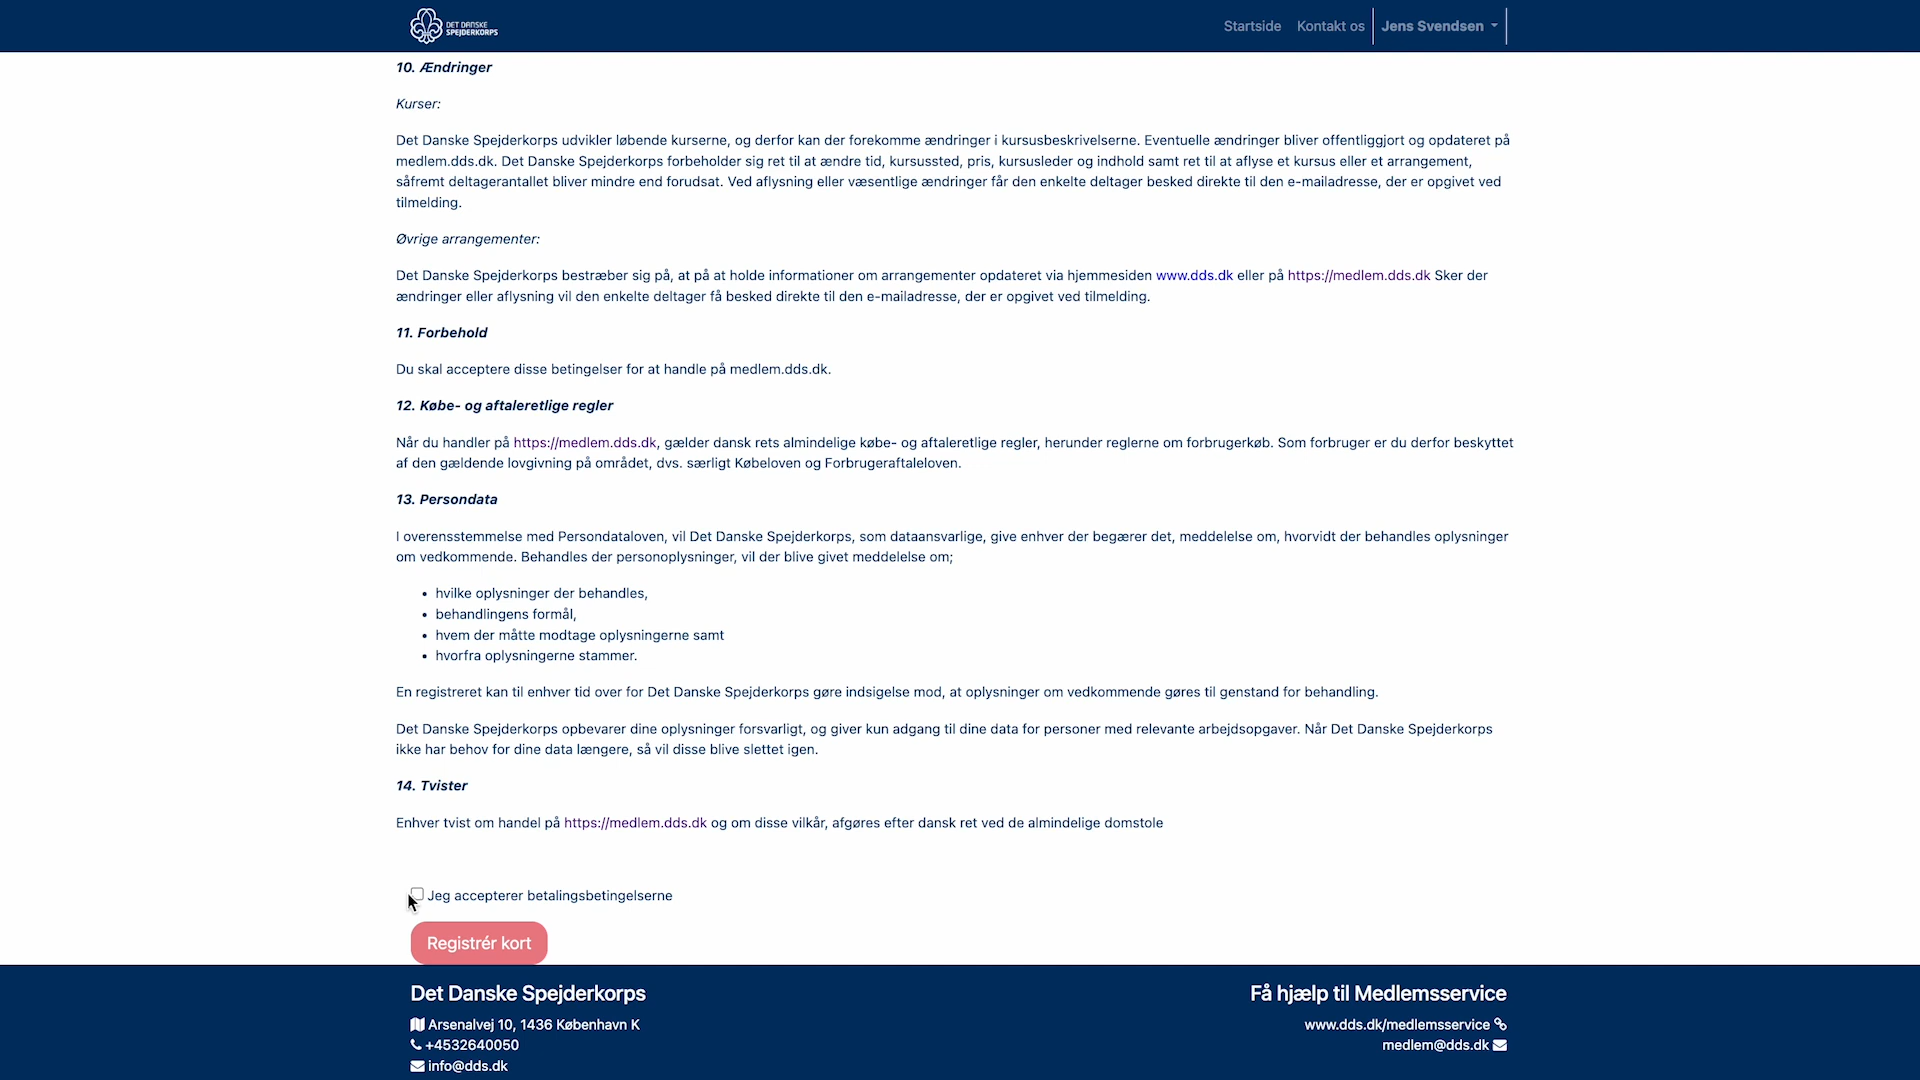 DET DANSKE
SPEJDERKORPS
Startside Kontakt os Jens Svendsen
10. Ændringer
Kurser:
Det Danske Spejderkorps udvikler løbende kurserne, og derfor kan der forekomme ændringer i kursusbeskrivelserne. Eventuelle ændringer bliver offentliggjort og opdateret på
medlem.dds.dk. Det Danske Spejderkorps forbeholder sig ret til at ændre tid, kursussted, pris, kursusleder og indhold samt ret til at aflyse et kursus eller et arrangement,
såfremt deltagerantallet bliver mindre end forudsat. Ved aflysning eller væsentlige ændringer får den enkelte deltager besked direkte til den e-mailadresse, der er opgivet ved
tilmelding.
Øvrige arrangementer:
Det Danske Spejderkorps bestræber sig på, at på at holde informationer om arrangementer opdateret via hjemmesiden www.dds.dk eller på https://medlem.dds.dk Sker der
ændringer eller aflysning vil den enkelte deltager få besked direkte til den e-mailadresse, der er opgivet ved tilmelding.
11. Forbehold
Du skal acceptere disse betingelser for at handle på medlem.dds.dk.
12. Købe- og aftaleretlige regler
Når du handler på https://medlem.dds.dk, gælder dansk rets almindelige købe- og aftaleretlige regler, herunder reglerne om forbrugerkøb. Som forbruger er du derfor beskyttet
af den gældende lovgivning på området, dvs. særligt Købeloven og Forbrugeraftaleloven.
13. Persondata
I overensstemmelse med Persondataloven, vil Det Danske Spejderkorps, som dataansvarlige, give enhver der begærer det, meddelelse om, hvorvidt der behandles oplysninger
om vedkommende. Behandles der personoplysninger, vil der blive givet meddelelse om;
• hvilke oplysninger der behandles,
• behandlingens formål,
• hvem der måtte modtage oplysningerne samt
• hvorfra oplysningerne stammer.
En registreret kan til enhver tid over for Det Danske Spejderkorps gøre indsigelse mod, at oplysninger om vedkommende gøres til genstand for behandling.
Det Danske Spejderkorps opbevarer dine oplysninger forsvarligt, og giver kun adgang til dine data for personer med relevante arbejdsopgaver. Når Det Danske Spejderkorps
ikke har behov for dine data længere, så vil disse blive slettet igen.
14. Tvister
Enhver tvist om handel på https://medlem.dds.dk og om disse vilkår, afgøres efter dansk ret ved de almindelige domstole
Jeg accepterer betalingsbetingelserne
Registrér kort
Det Danske Spejderkorps
Arsenalvej 10, 1436 København K
+4532640050
info@dds.dk
Få hjælp til Medlemsservice
www.dds.dk/medlemsservice
medlem@dds.dk